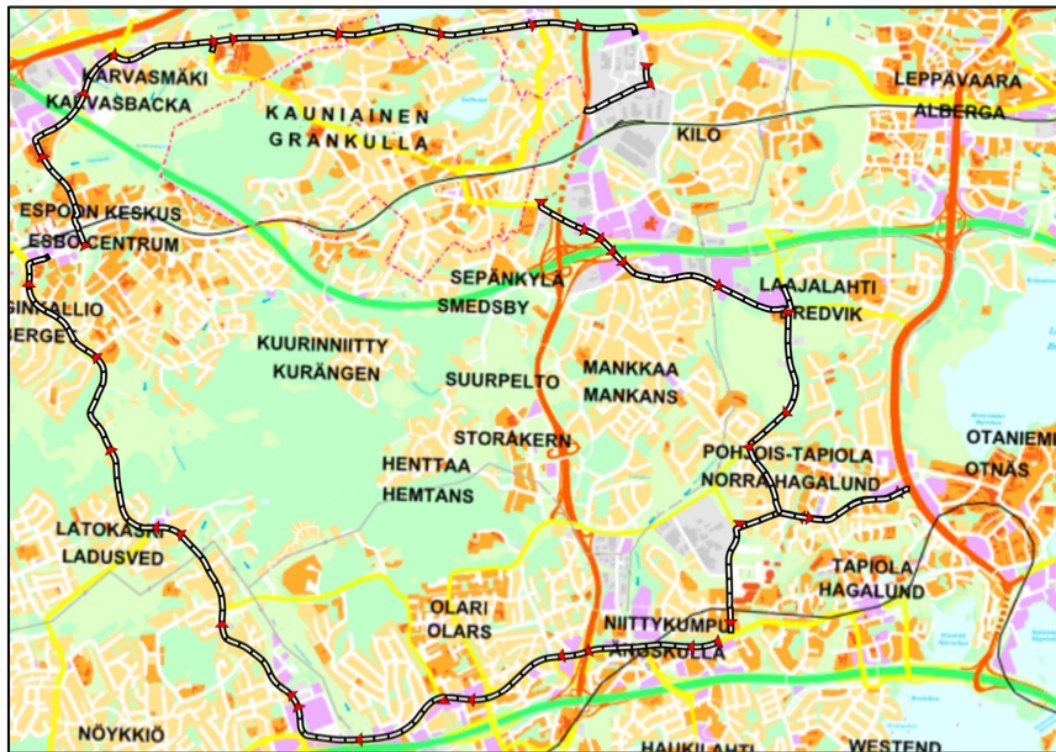 KARVASMÄKI
KARVASBACKA
KAUNIAINEN
GRANKULLA
LEPPÄVAARA
ALBERGA
KILO
ESPOON KESKUS
ESBO CENTRUM
SEPÄNKYLÄ
SMEDSBY
LAAJALAHTI
BREDVIK
KUURINNIITTY
KURÄNGEN
SUURPELTO
STORÅKERN
MANKKAA
MANKANS
HENTTAA
HEMTANS
POHJOIS-TAPIOLA
NORRA HAGALUND
OTANIEMI
OTNÄS
LATOKASKI
LADUSVED
TAPIOLA
HAGALUND
OLARI
OLARS
NIITTYKUMPU
ÄNGSKULLA
NÖYKKIÖ
HAUKILAHTI
WESTEND